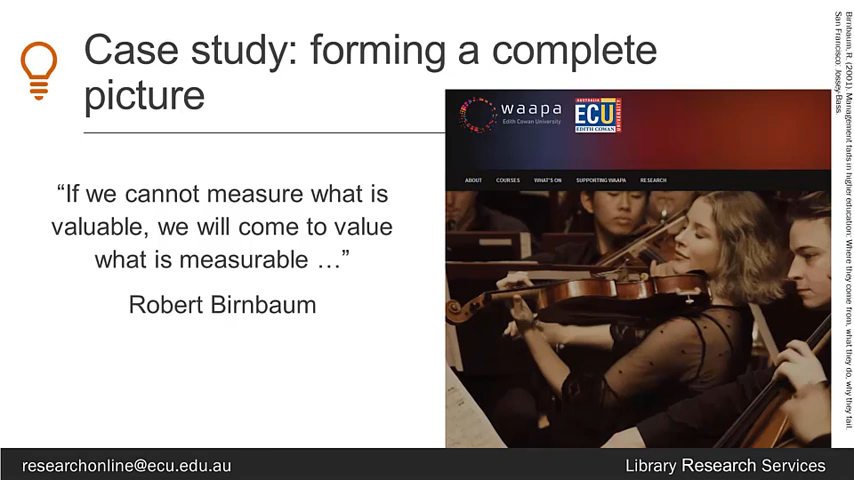 Case study: forming a complete
picture
“If we cannot measure what is
valuable, we will come to value
what is measurable …”
Robert Birnbaum
waapa
Edith Cowan University
AUSTRALIA
ECU
EDITH COWAN
UNIVERSITY
ABOUT COURSES WHAT'S ON SUPPORTING WAAPA RESEARCH
Birnbaum, R. (2001). Management fads in higher education: Where they come from, what they do, why they fail.
San Francisco: Jossey-Bass.
researchonline@ecu.edu.au
Library Research Services